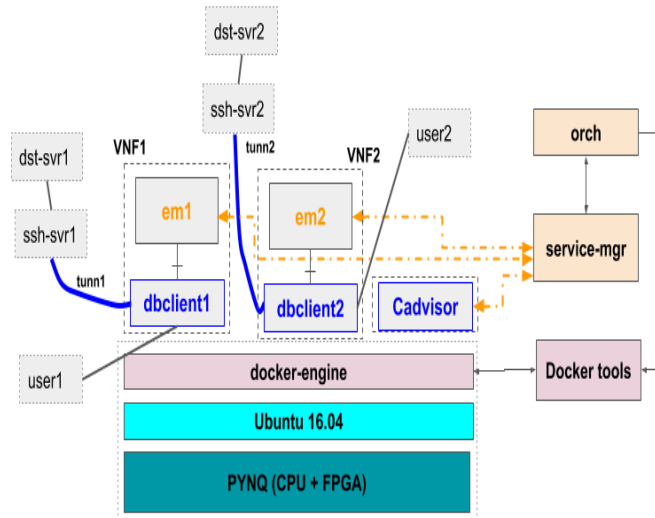 dst-svr2
ssh-svr2
tunn2
VNF1
VNF2
user2
orch
dst-svr1
em1
em2
ssh-svr1
service-mgr
tunn1
dbclient1
dbclient2
Cadvisor
user1
docker-engine
Docker tools
Ubuntu 16.04
PYNQ (CPU + FPGA)